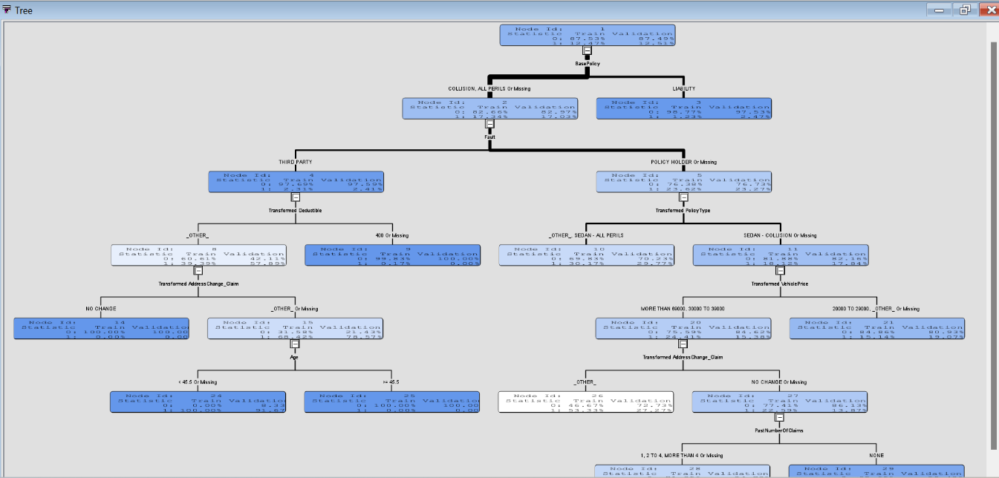 Tree
Node Id: 1
Statistic Train Validation
0: 87.53% 87.49%
1: 12.47% 12.51%
BasePolicy
COLLISION, ALL PERILS Or Missing LIABILITY
Node Id: 2
Statistic Train Validation
0: 82.66% 82.97%
1: 17.34% 17.03%
Node Id: 3
Statistic Train Validation
0: 98.77% 97.53%
1: 1.23% 2.47%
Fault
THIRD PARTY POLICY HOLDER Or Missing
Node Id: 4
Statistic Train Validation
0: 97.69% 97.59%
1: 2.31% 2.41%
Node Id: 5
Statistic Train Validation
0: 76.38% 76.73%
1: 23.62% 23.27%
Transformed Deductible Transformed PolicyType
_OTHER_ 400 Or Missing _OTHER_, SEDAN - ALL PERILS SEDAN - COLLISION Or Missing
Node Id: 8
Statistic Train Validation
0: 60.61% 42.11%
1: 39.39% 57.89%
Node Id: 9
Statistic Train Validation
0: 99.83% 100.00%
1: 0.17% 0.00%
Node Id: 10
Statistic Train Validation
0: 69.83% 70.23%
1: 30.17% 29.77%
Node Id: 11
Statistic Train Validation
0: 81.88% 82.16%
1: 18.12% 17.84%
Transformed AddressChange_Claim Transformed VehiclePrice
NO CHANGE _OTHER_ Or Missing MORE THAN 69000, 30000 TO 39000 20000 TO 29000, _OTHER_ Or Missing
Node Id: 14
Statistic Train Validation
0: 100.00% 100.00
1: 0.00% 0.00
Node Id: 15
Statistic Train Validation
0: 31.58% 21.43%
1: 68.42% 78.57%
Node Id: 20
Statistic Train Validation
0: 75.59% 84.62%
1: 24.41% 15.38%
Node Id: 21
Statistic Train Validation
0: 84.86% 80.93%
1: 15.14% 19.07%
Age Transformed AddressChange_Claim
< 45.5 Or Missing >= 45.5 _OTHER_ NO CHANGE Or Missing
Node Id: 24
Statistic Train Validation
0: 0.00% 8.33
1: 100.00% 91.67
Node Id: 25
Statistic Train Validation
0: 100.00% 100.00
1: 0.00% 0.00
Node Id: 26
Statistic Train Validation
0: 46.67% 72.73%
1: 53.33% 27.27%
Node Id: 27
Statistic Train Validation
0: 77.41% 86.13%
1: 22.59% 13.87%
PastNumberOfClaims
1, 2 TO 4, MORE THAN 4 Or Missing NONE
Node Id: 28
Statistic Train Validation
Node Id: 29
Statistic Train Validation